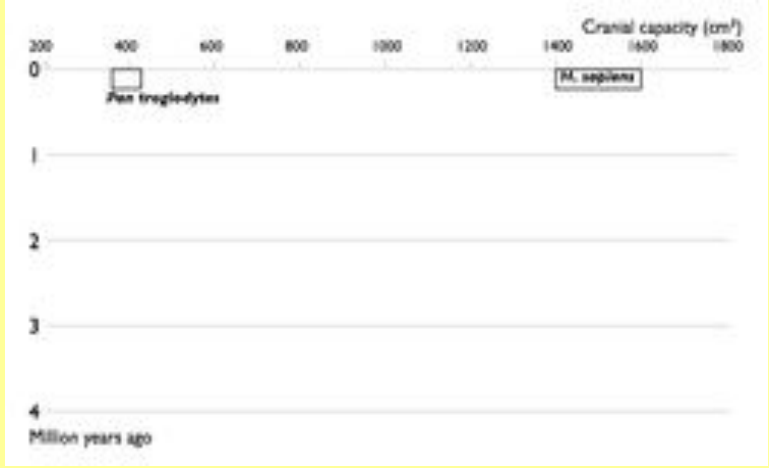 Cranial capacity (cm³)
200 400 600 800 1000 1200 1400 1600 1800
0
H. sapiens
Pan troglodytes
1
2
3
4
Million years ago